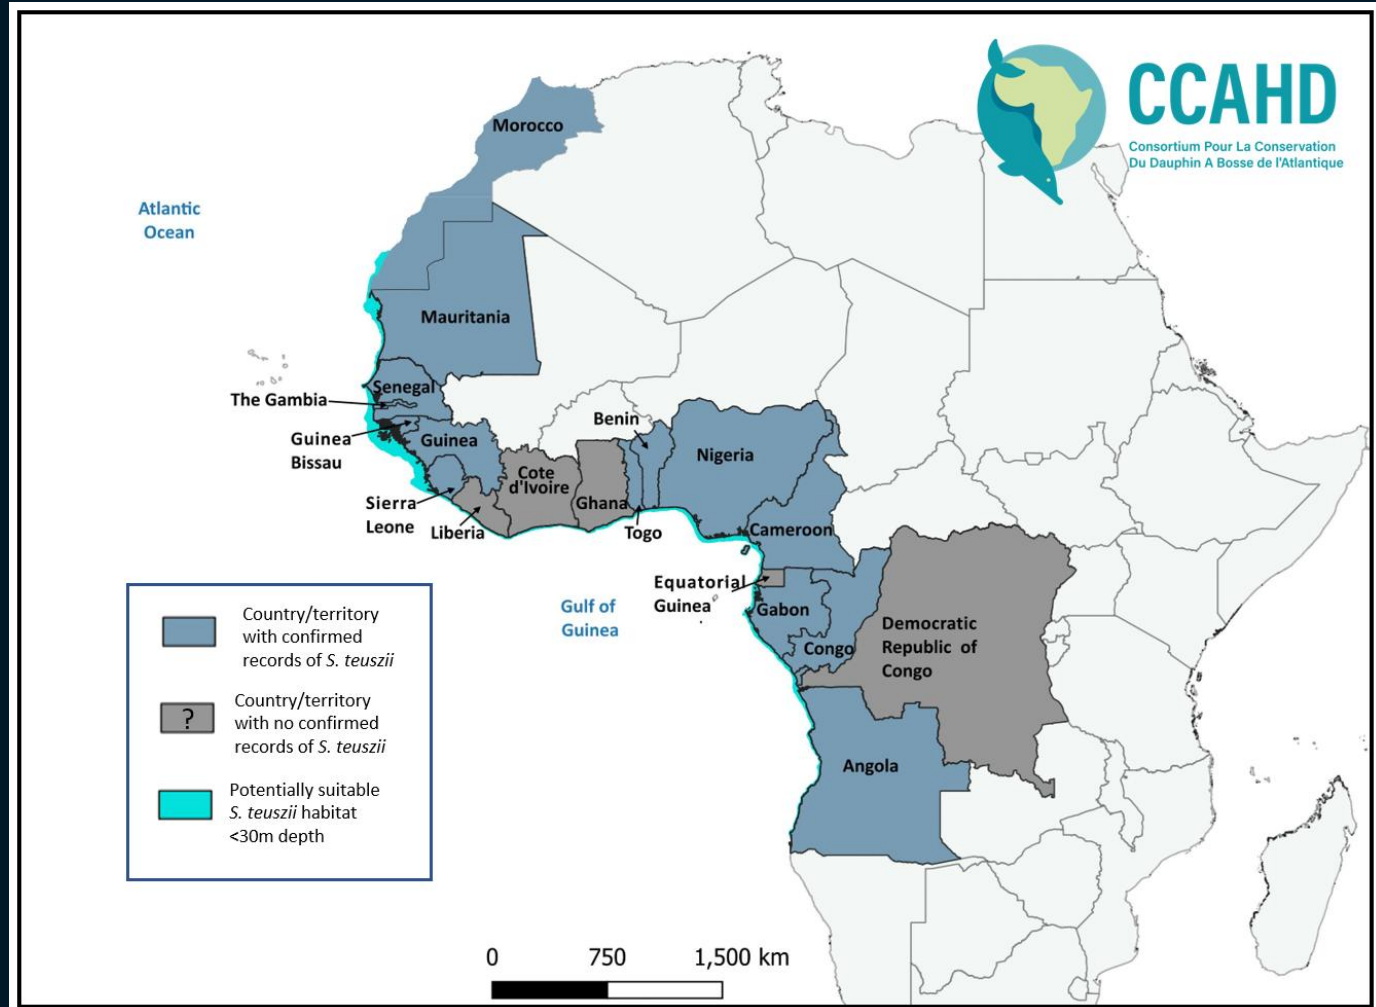 CCAHD
Consortium Pour La Conservation
Du Dauphin A Bosse de l'Atlantique
Morocco
Atlantic
Ocean
Mauritania
Senegal
The Gambia
Guinea
Bissau
Guinea
Benin
Nigeria
Cote
d'Ivoire
Ghana
Sierra
Leone
Liberia
Togo
Cameroon
Equatorial
Guinea
Gulf of
Guinea
Gabon
Congo
Democratic
Republic of
Congo
Angola
Country/territory
with confirmed
records of S. teuszii
?
Country/territory
with no confirmed
records of S. teuszii
Potentially suitable
S. teuszii habitat
<30m depth
0 750 1,500 km